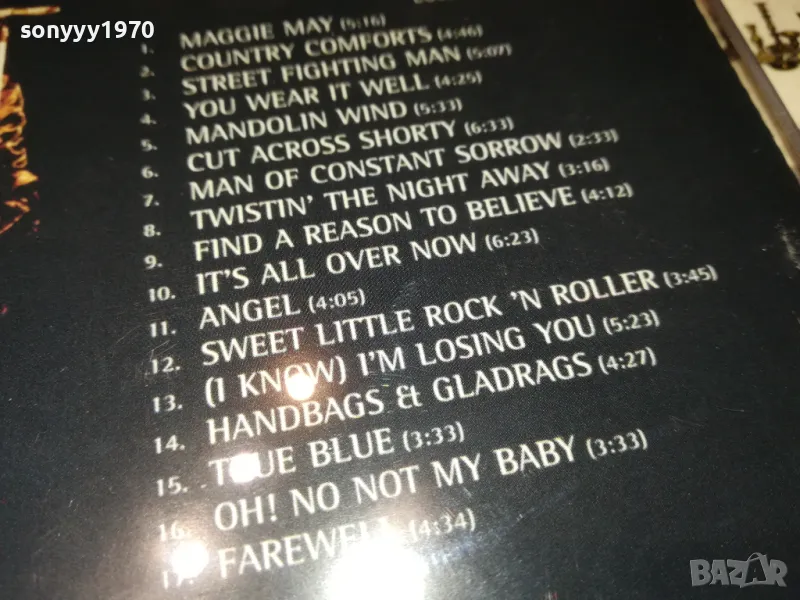 sonyyy1970
1. MAGGIE MAY (5:16)
2. COUNTRY COMFORTS (4:46)
3. STREET FIGHTING MAN (5:07)
4. YOU WEAR IT WELL (4:25)
5. MANDOLIN WIND (5:33)
6. CUT ACROSS SHORTY (6:33)
7. MAN OF CONSTANT SORROW (2:33)
8. TWISTIN' THE NIGHT AWAY (3:16)
9. FIND A REASON TO BELIEVE (4:12)
10. IT'S ALL OVER NOW (6:23)
11. ANGEL (4:05)
12. SWEET LITTLE ROCK 'N ROLLER (3:45)
13. (I KNOW) I'M LOSING YOU (5:23)
14. HANDBAGS & GLADRAGS (4:27)
15. TRUE BLUE (3:33)
16. OH! NO NOT MY BABY (3:33)
17. FAREWELL (4:34)
BAZAR